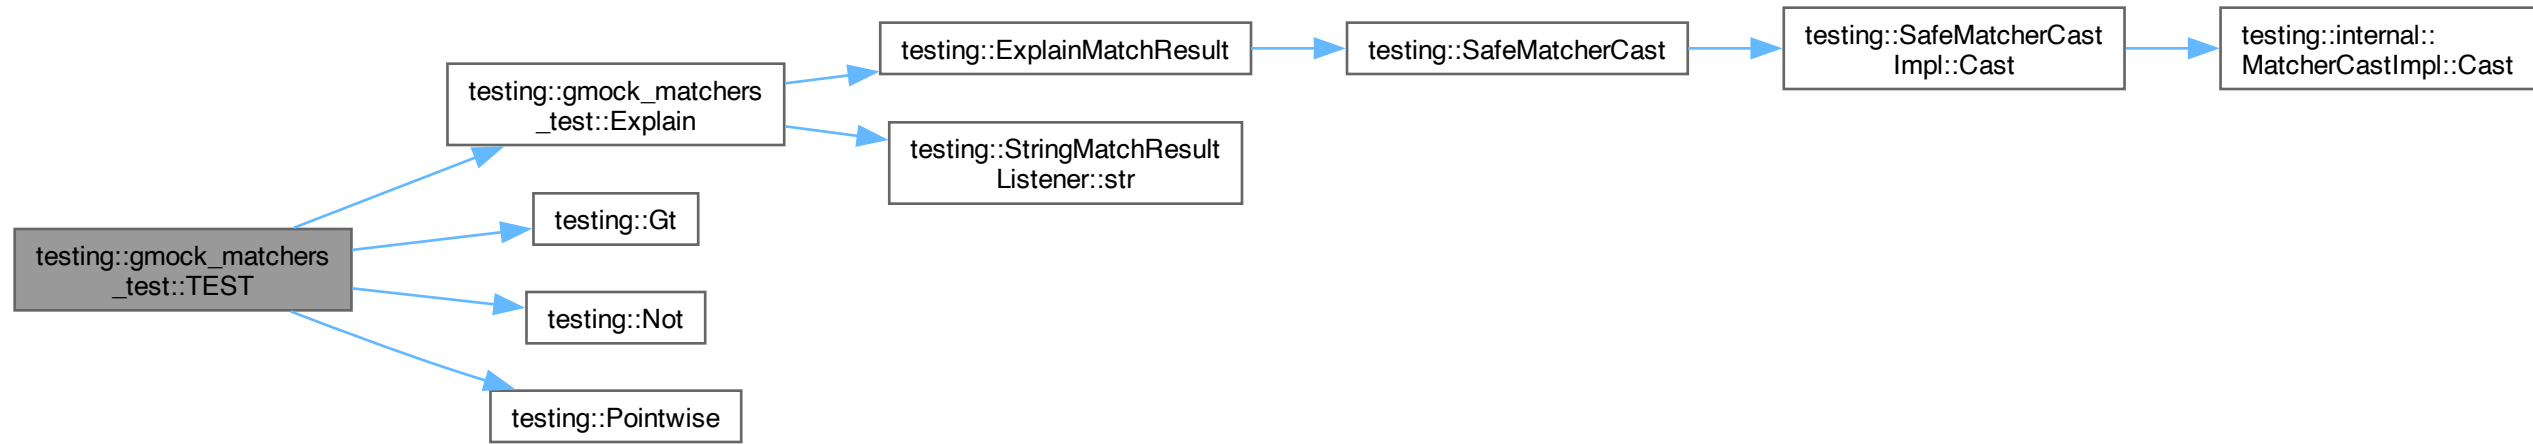 testing::gmock_matchers
_test::TEST
testing::gmock_matchers
_test::Explain
testing::ExplainMatchResult
testing::SafeMatcherCast
testing::SafeMatcherCast
Impl::Cast
testing::internal::
MatcherCastImpl::Cast
testing::StringMatchResult
Listener::str
testing::Gt
testing::Not
testing::Pointwise